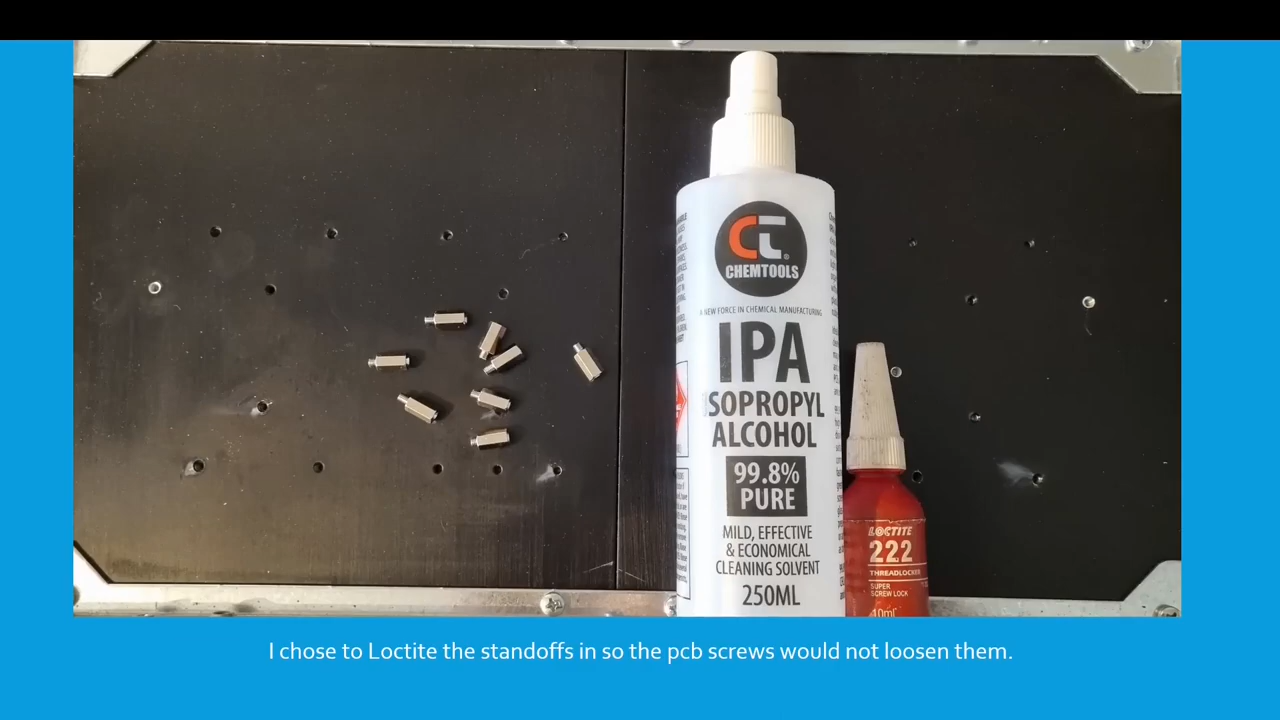 CT
CHEMTOOLS
A NEW FORCE IN CHEMICAL MANUFACTURING
IPA
ISOPROPYL
ALCOHOL
99.8%
PURE
MILD, EFFECTIVE
& ECONOMICAL
CLEANING SOLVENT
250ML
LOCTITE
222
THREADLOCKER
SUPER
SCREW LOCK
10ml
I chose to Loctite the standoffs in so the pcb screws would not loosen them.